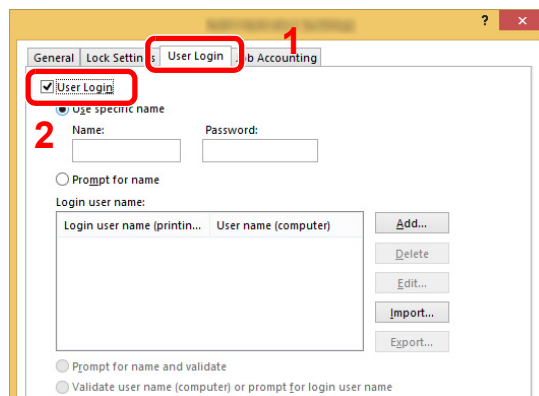 ?
1
General Lock Settin s User Login b Accounting
User Login
2
Use specific name
Name: Password:
Prompt for name
Login user name:
Login user name (printin... User name (computer)
Add...
Delete
Edit...
Import...
Export...
Prompt for name and validate
Validate user name (computer) or prompt for login user name